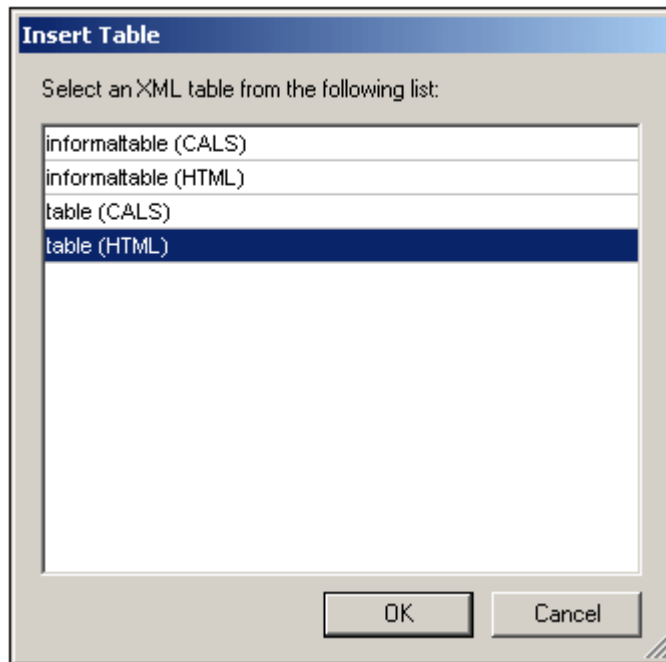 Insert Table
Select an XML table from the following list:
informaltable (CALS)
informaltable (HTML)
table (CALS)
table (HTML)
OK
Cancel